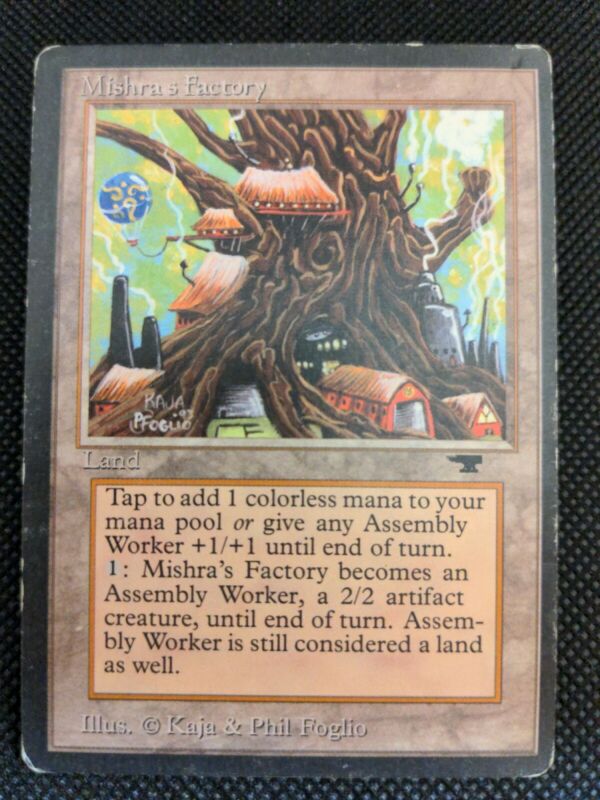 Mishra's Factory
KAJA
'93
PFOGLIO
Land
Tap to add 1 colorless mana to your
mana pool or give any Assembly
Worker +1/+1 until end of turn.
1: Mishra's Factory becomes an
Assembly Worker, a 2/2 artifact
creature, until end of turn. Assem-
bly Worker is still considered a land
as well.
Illus. © Kaja & Phil Foglio